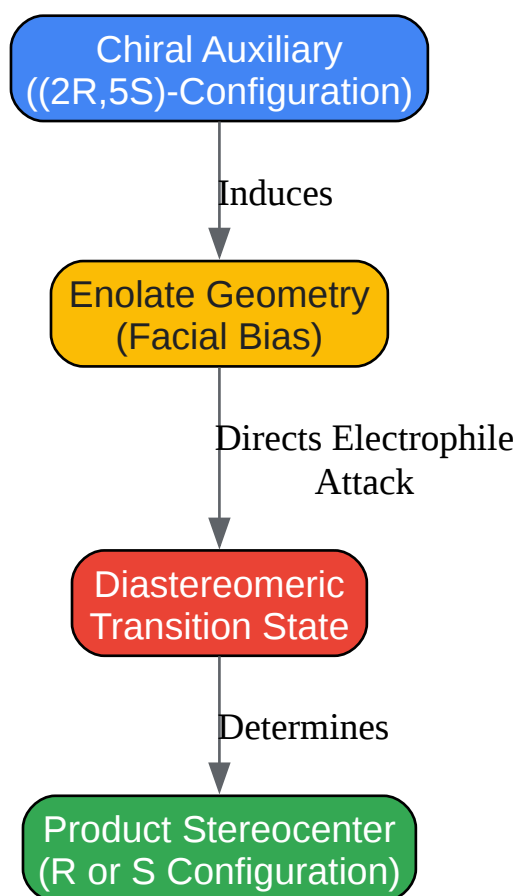 Chiral Auxiliary
((2R,5S)-Configuration)
Induces
Enolate Geometry
(Facial Bias)
Directs Electrophile
Attack
Diastereomeric
Transition State
Determines
Product Stereocenter
(R or S Configuration)